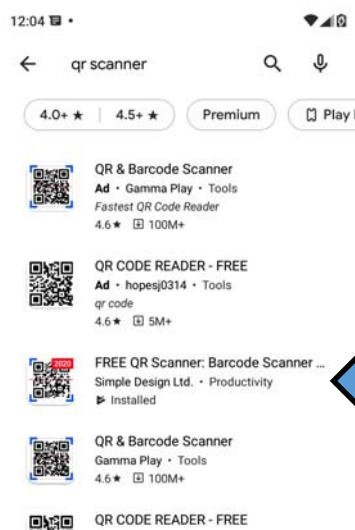 12:04
qr scanner
4.0+ ★ 4.5+ ★ Premium Play
QR & Barcode Scanner
Ad • Gamma Play • Tools
Fastest QR Code Reader
4.6★ 100M+
QR CODE READER - FREE
Ad • hopesj0314 • Tools
qr code
4.6★ 5M+
2020
FREE QR Scanner: Barcode Scanner ...
Simple Design Ltd. • Productivity
Installed
QR & Barcode Scanner
Gamma Play • Tools
4.6★ 100M+
QR CODE READER - FREE